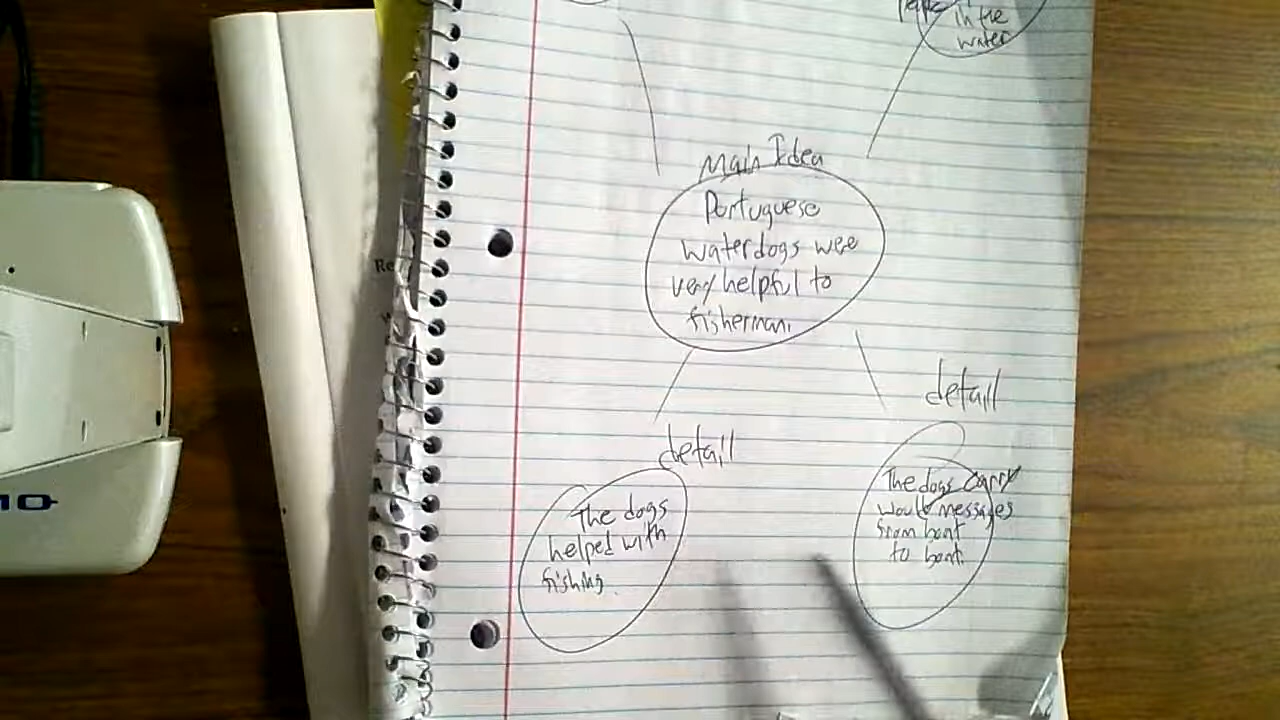 in the
water
Main Idea
Portuguese
waterdogs were
very helpful to
fisherman.
detail
detail
The dogs carry
would messages
from boat
to boat.
The dogs
helped with
fishing.
Re